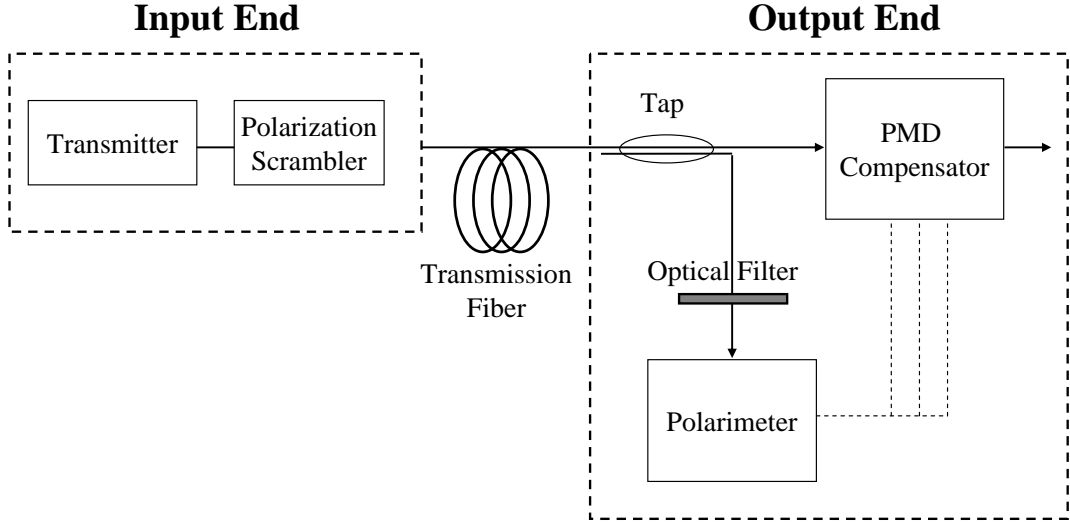 Input End
Output End
Transmitter
Polarization
Scrambler
Tap
PMD
Compensator
Transmission
Fiber
Optical Filter
Polarimeter